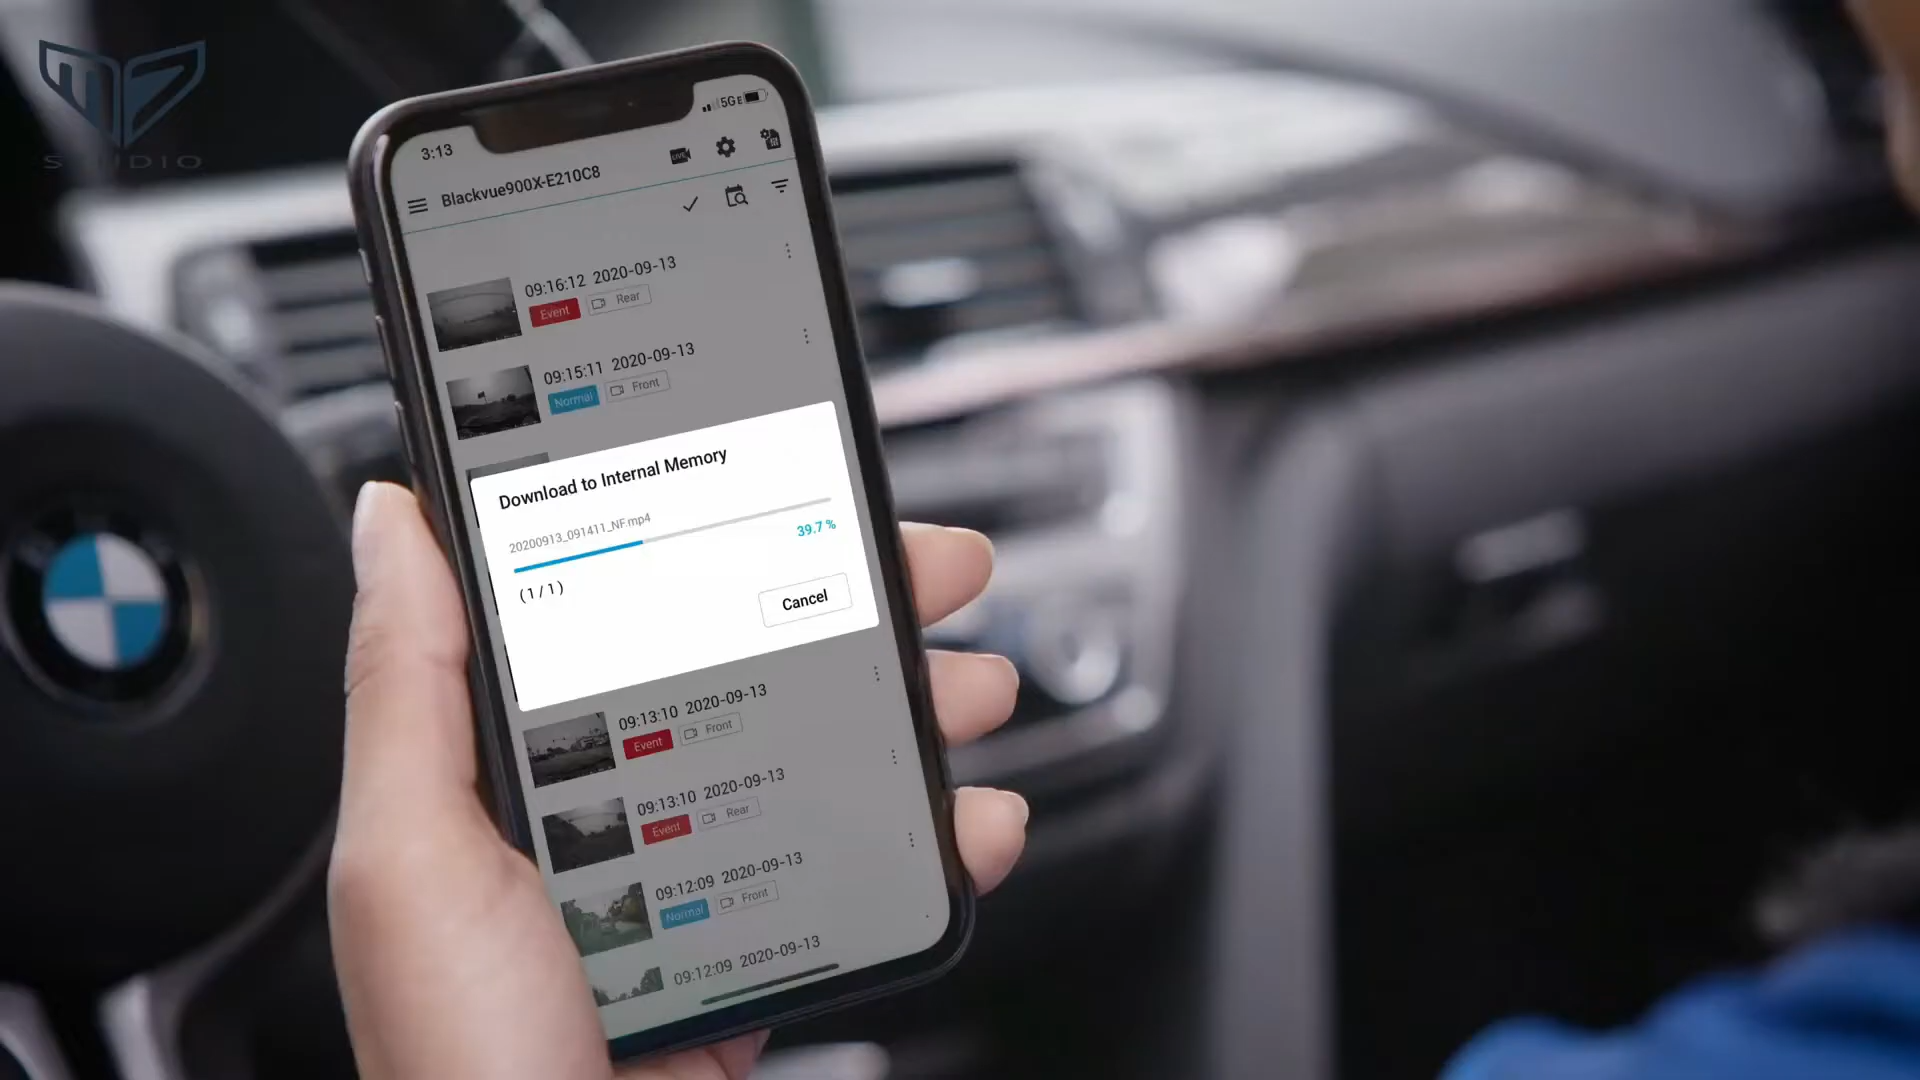 MZ
STUDIO
3:13
5GE
LIVE
Blackvue900X-E210C8
09:16:12 2020-09-13
Event Rear
09:15:11 2020-09-13
Normal Front
Download to Internal Memory
20200913_091411_NF.mp4
39.7 %
( 1 / 1 )
Cancel
09:13:10 2020-09-13
Event Front
09:13:10 2020-09-13
Event Rear
09:12:09 2020-09-13
Normal Front
09:12:09 2020-09-13